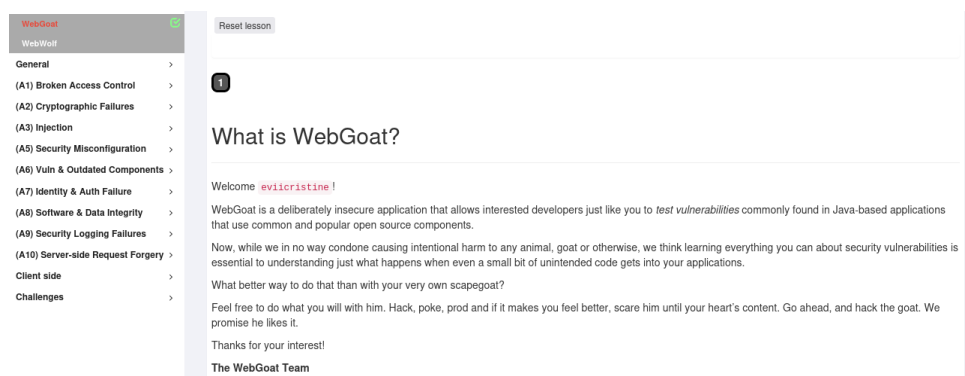 WebGoat
WebWolf
General
(A1) Broken Access Control
(A2) Cryptographic Failures
(A3) Injection
(A5) Security Misconfiguration
(A6) Vuln & Outdated Components
(A7) Identity & Auth Failure
(A8) Software & Data Integrity
(A9) Security Logging Failures
(A10) Server-side Request Forgery
Client side
Challenges
Reset lesson
1
What is WebGoat?
Welcome eviicristine !
WebGoat is a deliberately insecure application that allows interested developers just like you to test vulnerabilities commonly found in Java-based applications
that use common and popular open source components.
Now, while we in no way condone causing intentional harm to any animal, goat or otherwise, we think learning everything you can about security vulnerabilities is
essential to understanding just what happens when even a small bit of unintended code gets into your applications.
What better way to do that than with your very own scapegoat?
Feel free to do what you will with him. Hack, poke, prod and if it makes you feel better, scare him until your heart’s content. Go ahead, and hack the goat. We
promise he likes it.
Thanks for your interest!
The WebGoat Team